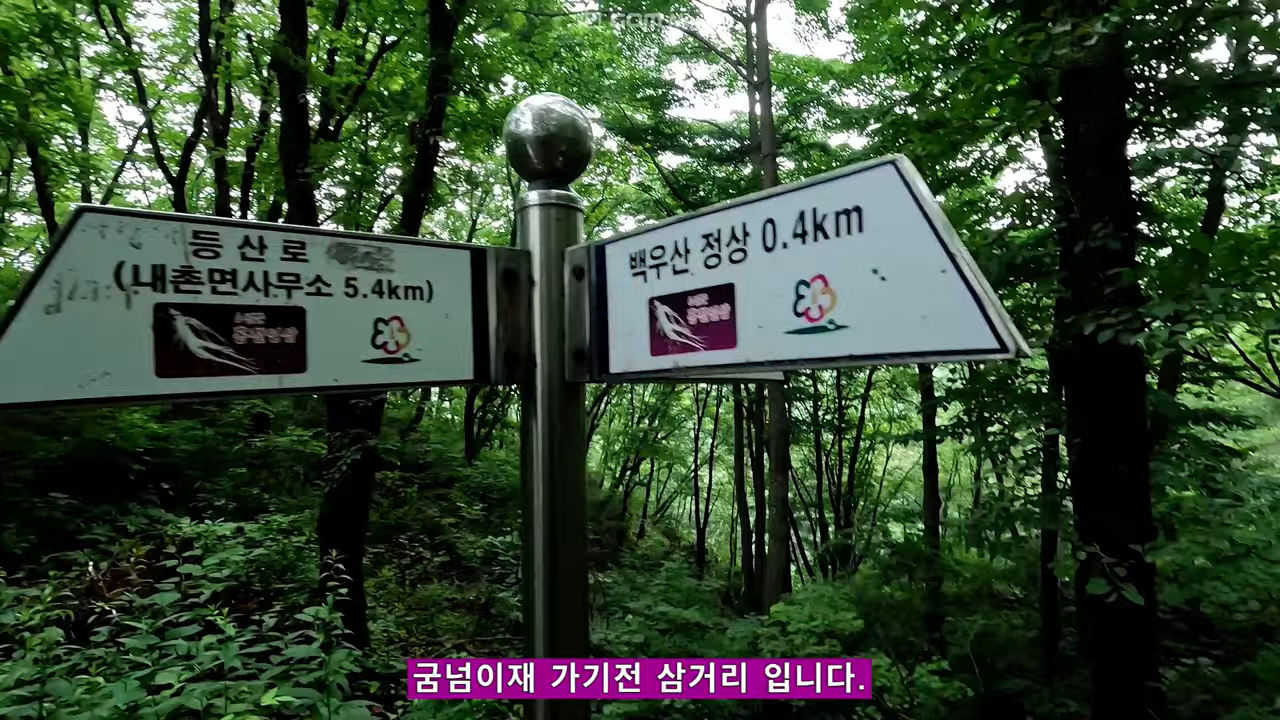 등산로
(내촌면사무소 5.4km)
백우산 정상 0.4km
굼넘이재 가기전 삼거리 입니다.